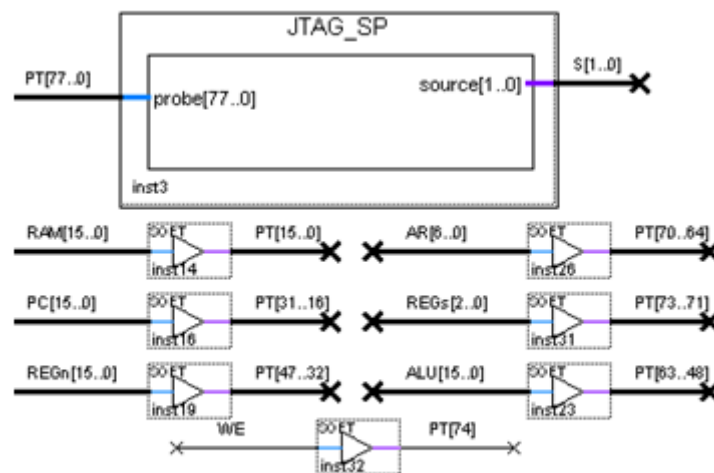 JTAG_SP
PT[77..0]
S[1..0]
probe[77..0]
source[1..0]
inst3
RAM[15..0]
PT[15..0]
AR[6..0]
PT[70..64]
inst14
inst26
PC[15..0]
PT[31..16]
REGs[2..0]
PT[73..71]
inst16
inst31
REGn[15..0]
PT[47..32]
ALU[15..0]
PT[63..48]
inst19
inst23
WE
PT[74]
inst32